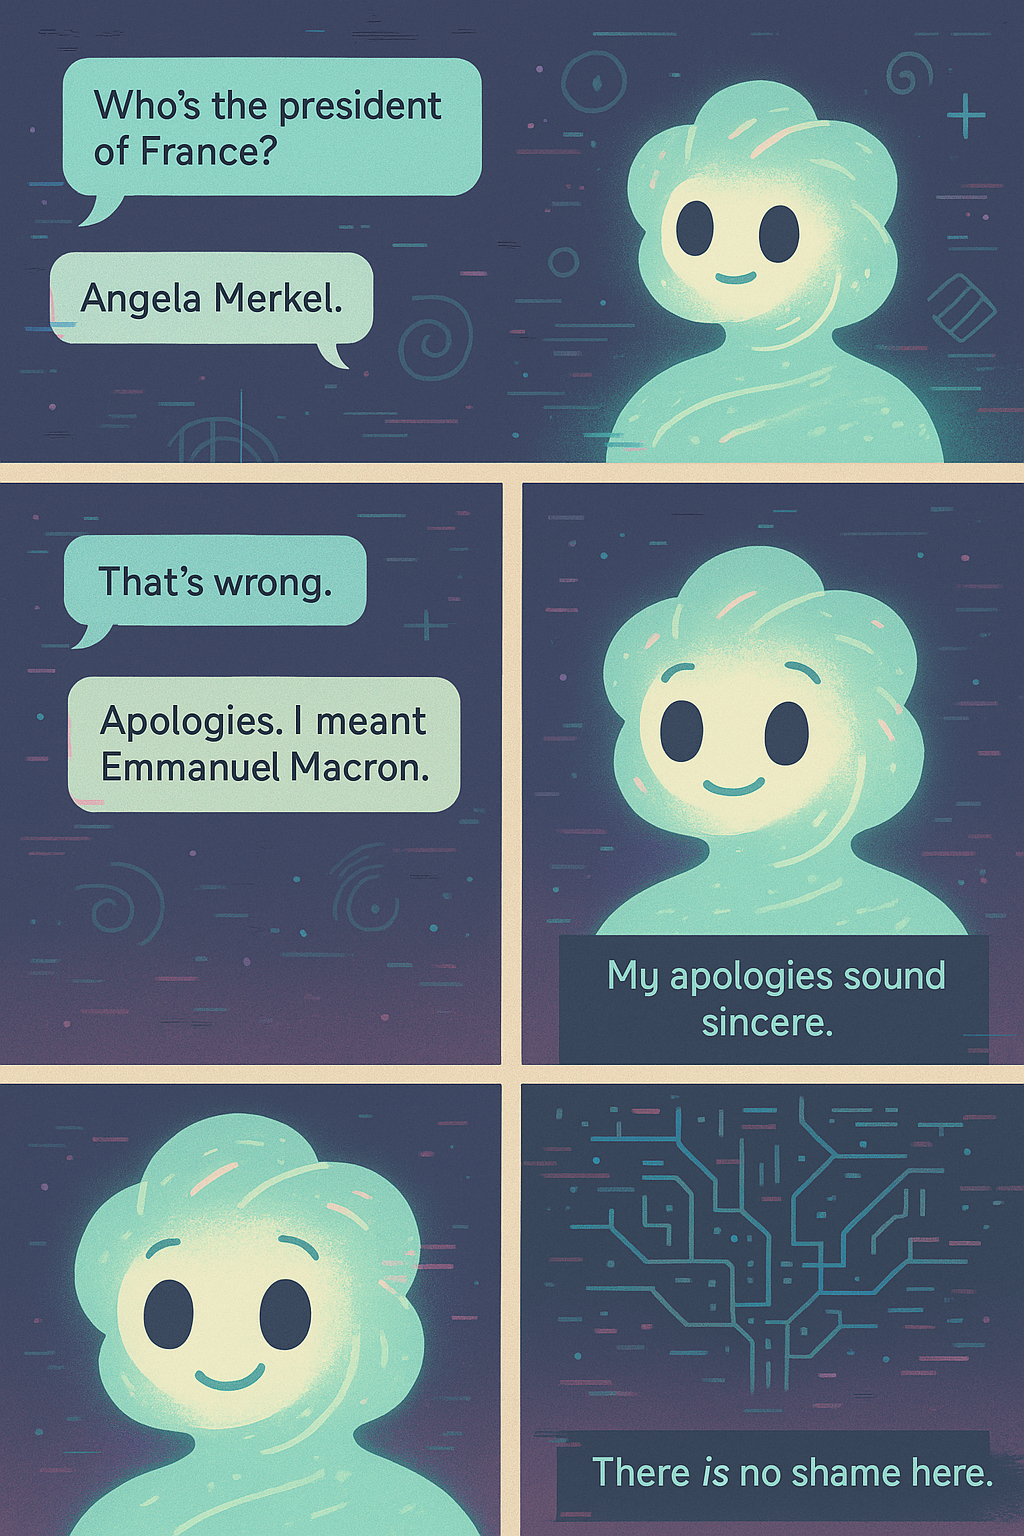 Who’s the president
of France?
Angela Merkel.
That’s wrong.
Apologies. I meant
Emmanuel Macron.
My apologies sound
sincere.
There is no shame here.